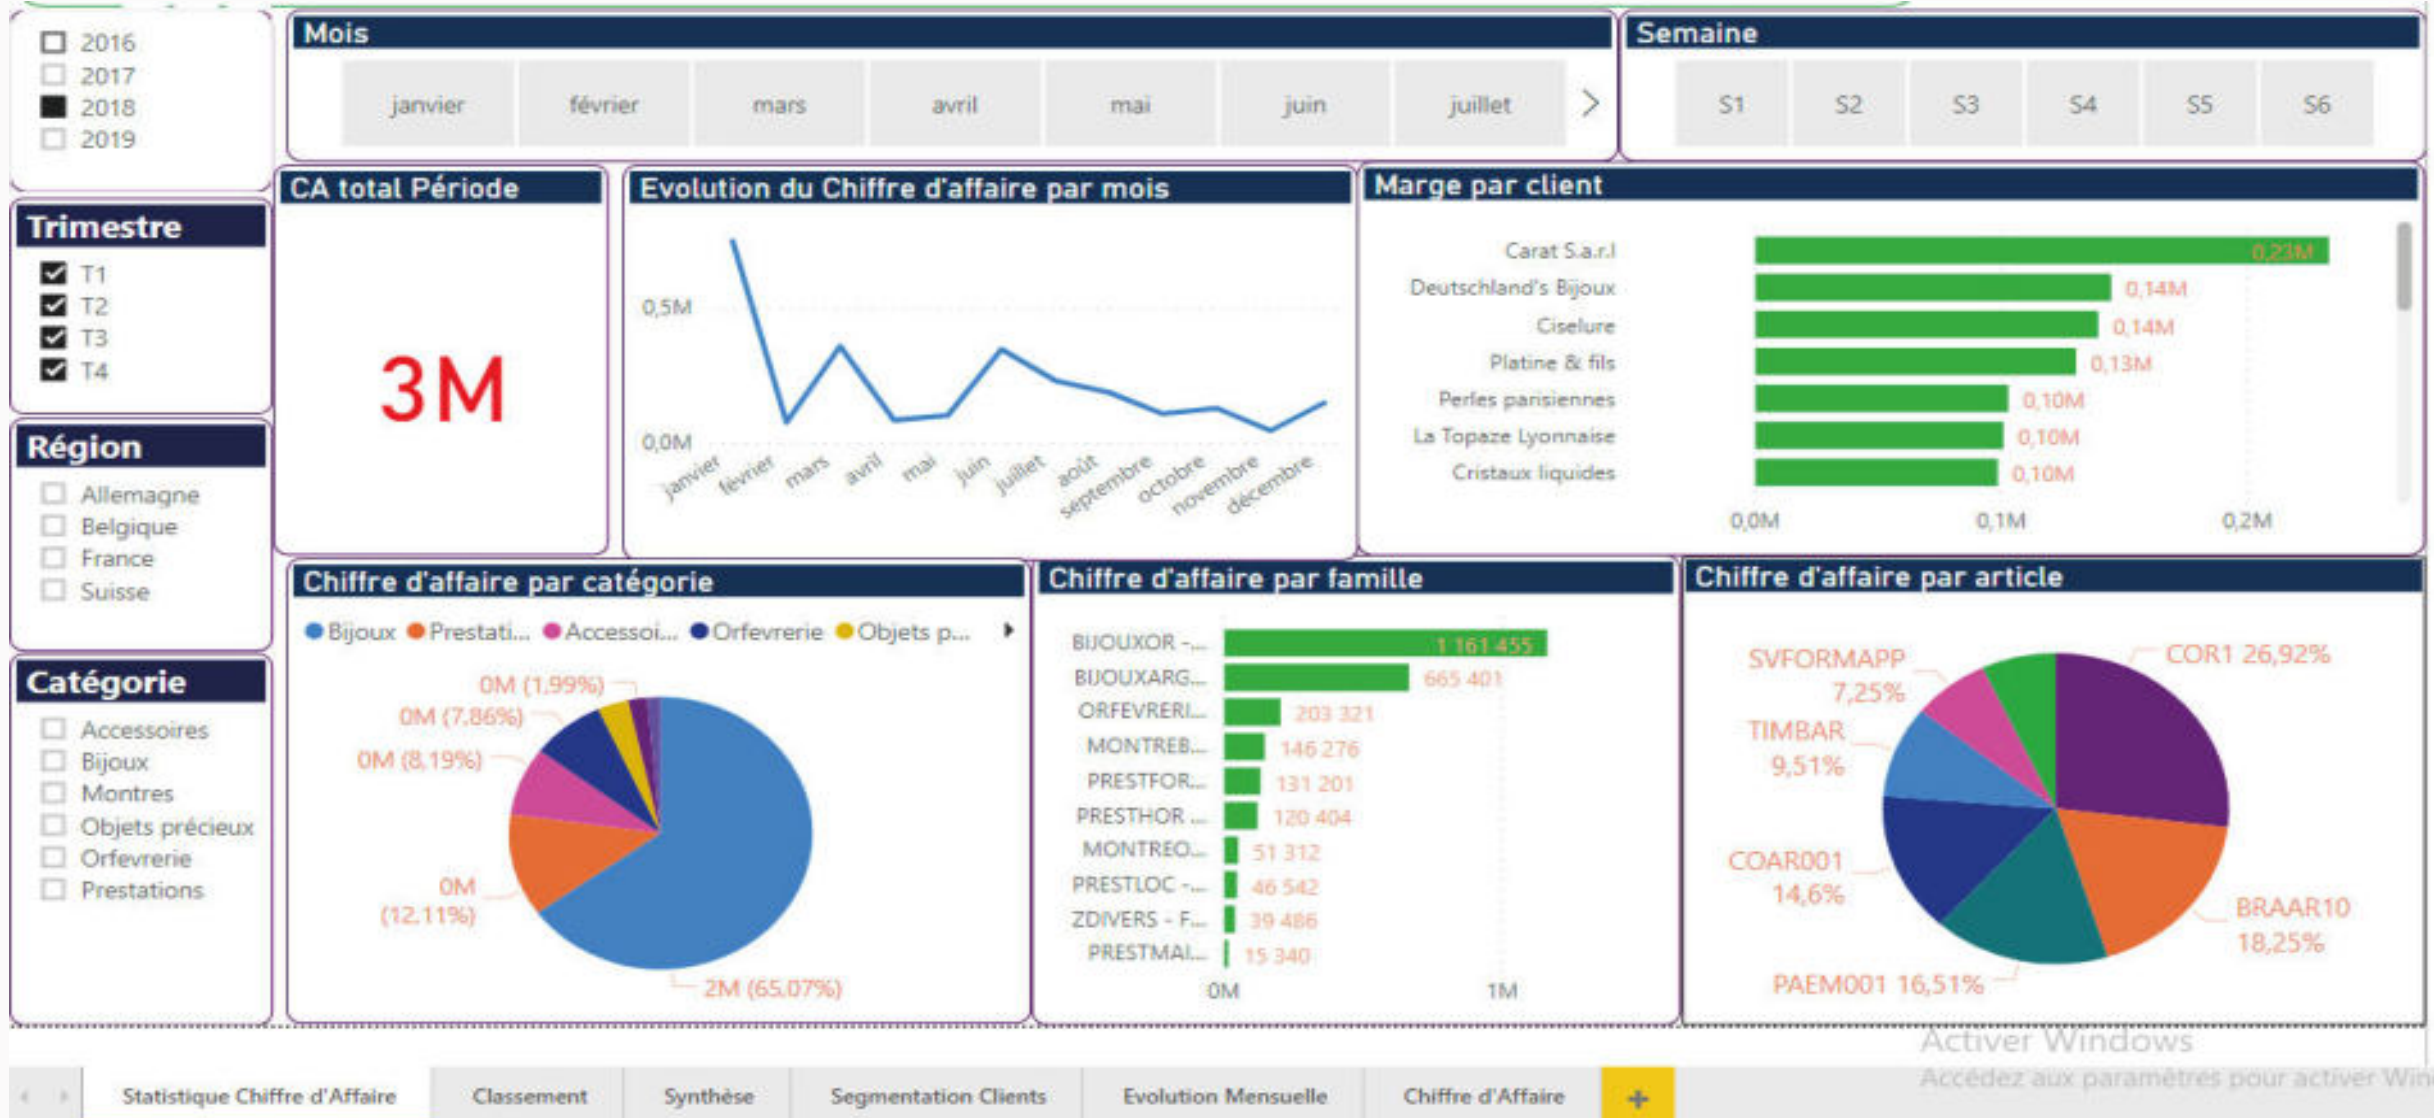 2016
2017
2018
2019
Mois
janvier février mars avril mai juin juillet
Semaine
S1 S2 S3 S4 S5 S6
Trimestre
T1
T2
T3
T4
Région
Allemagne
Belgique
France
Suisse
Catégorie
Accessoires
Bijoux
Montres
Objets précieux
Orfevrerie
Prestations
CA total Période
3M
Evolution du Chiffre d'affaire par mois
0,5M
0,0M
janvier février mars avril mai juin juillet août septembre octobre novembre décembre
Marge par client
Carat S.a.r.l 0,23M
Deutschland's Bijoux 0,14M
Ciselure 0,14M
Platine & fils 0,13M
Perles parisiennes 0,10M
La Topaze Lyonnaise 0,10M
Cristaux liquides 0,10M
0,0M 0,1M 0,2M
Chiffre d'affaire par catégorie
Bijoux Prestati... Accessoi... Orfevrerie Objets p...
0M (1,99%)
0M (7,86%)
0M (8,19%)
0M
(12,11%)
2M (65,07%)
Chiffre d'affaire par famille
BIJOUXOR -... 1 161 455
BIJOUXARG... 665 401
ORFEVRERI... 203 321
MONTREB... 146 276
PRESTFOR... 131 201
PRESTHOR ... 120 404
MONTREO... 51 312
PRESTLOC -... 46 542
ZDIVERS - F... 39 486
PRESTMAI... 15 340
0M 1M
Chiffre d'affaire par article
SVFORMAPP
7,25%
COR1 26,92%
TIMBAR
9,51%
COAR001
14,6%
BRAAR10
18,25%
PAEM001 16,51%
Activer Windows
Accédez aux paramètres pour activer Win
Statistique Chiffre d'Affaire Classement Synthèse Segmentation Clients Evolution Mensuelle Chiffre d'Affaire +